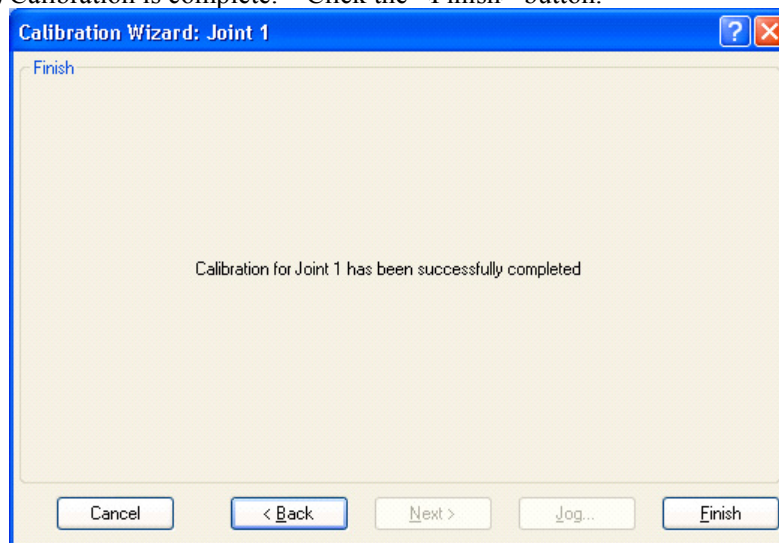 Calibration is complete. Click the "Finish" button.
Calibration Wizard: Joint 1
Finish
Calibration for Joint 1 has been successfully completed
Cancel
< Back
Next >
Jog...
Finish